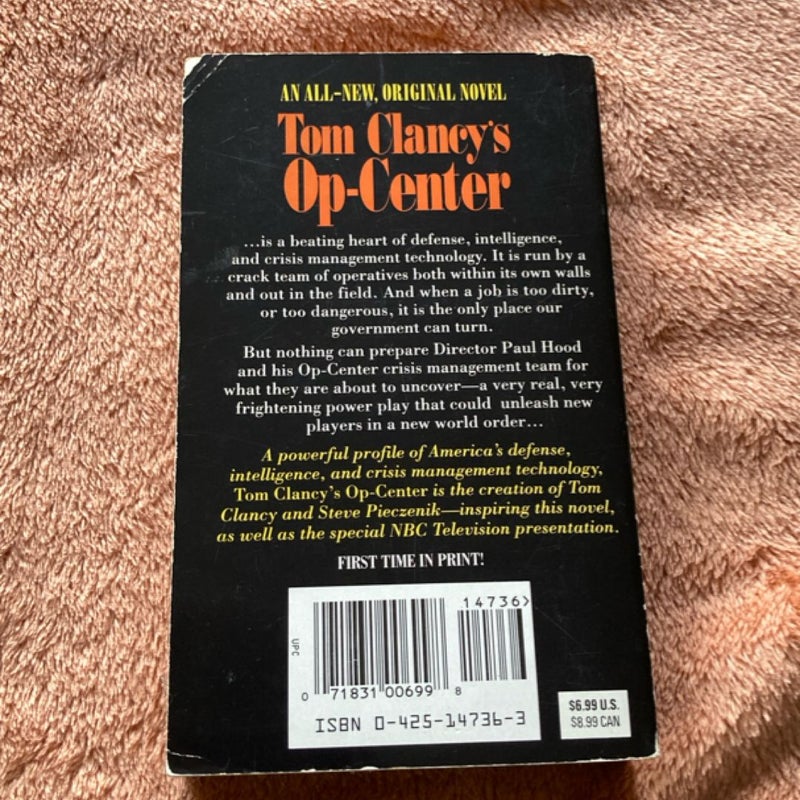 AN ALL-NEW, ORIGINAL NOVEL
Tom Clancy's
Op-Center
...is a beating heart of defense, intelligence,
and crisis management technology. It is run by a
crack team of operatives both within its own walls
and out in the field. And when a job is too dirty,
or too dangerous, it is the only place our
government can turn.
But nothing can prepare Director Paul Hood
and his Op-Center crisis management team for
what they are about to uncover—a very real, very
frightening power play that could unleash new
players in a new world order...
A powerful profile of America's defense,
intelligence, and crisis management technology,
Tom Clancy's Op-Center is the creation of Tom
Clancy and Steve Pieczenik—inspiring this novel,
as well as the special NBC Television presentation.
FIRST TIME IN PRINT!
14736>
UPC
0 71831 00699 8
ISBN 0-425-14736-3
$6.99 U.S.
$8.99 CAN